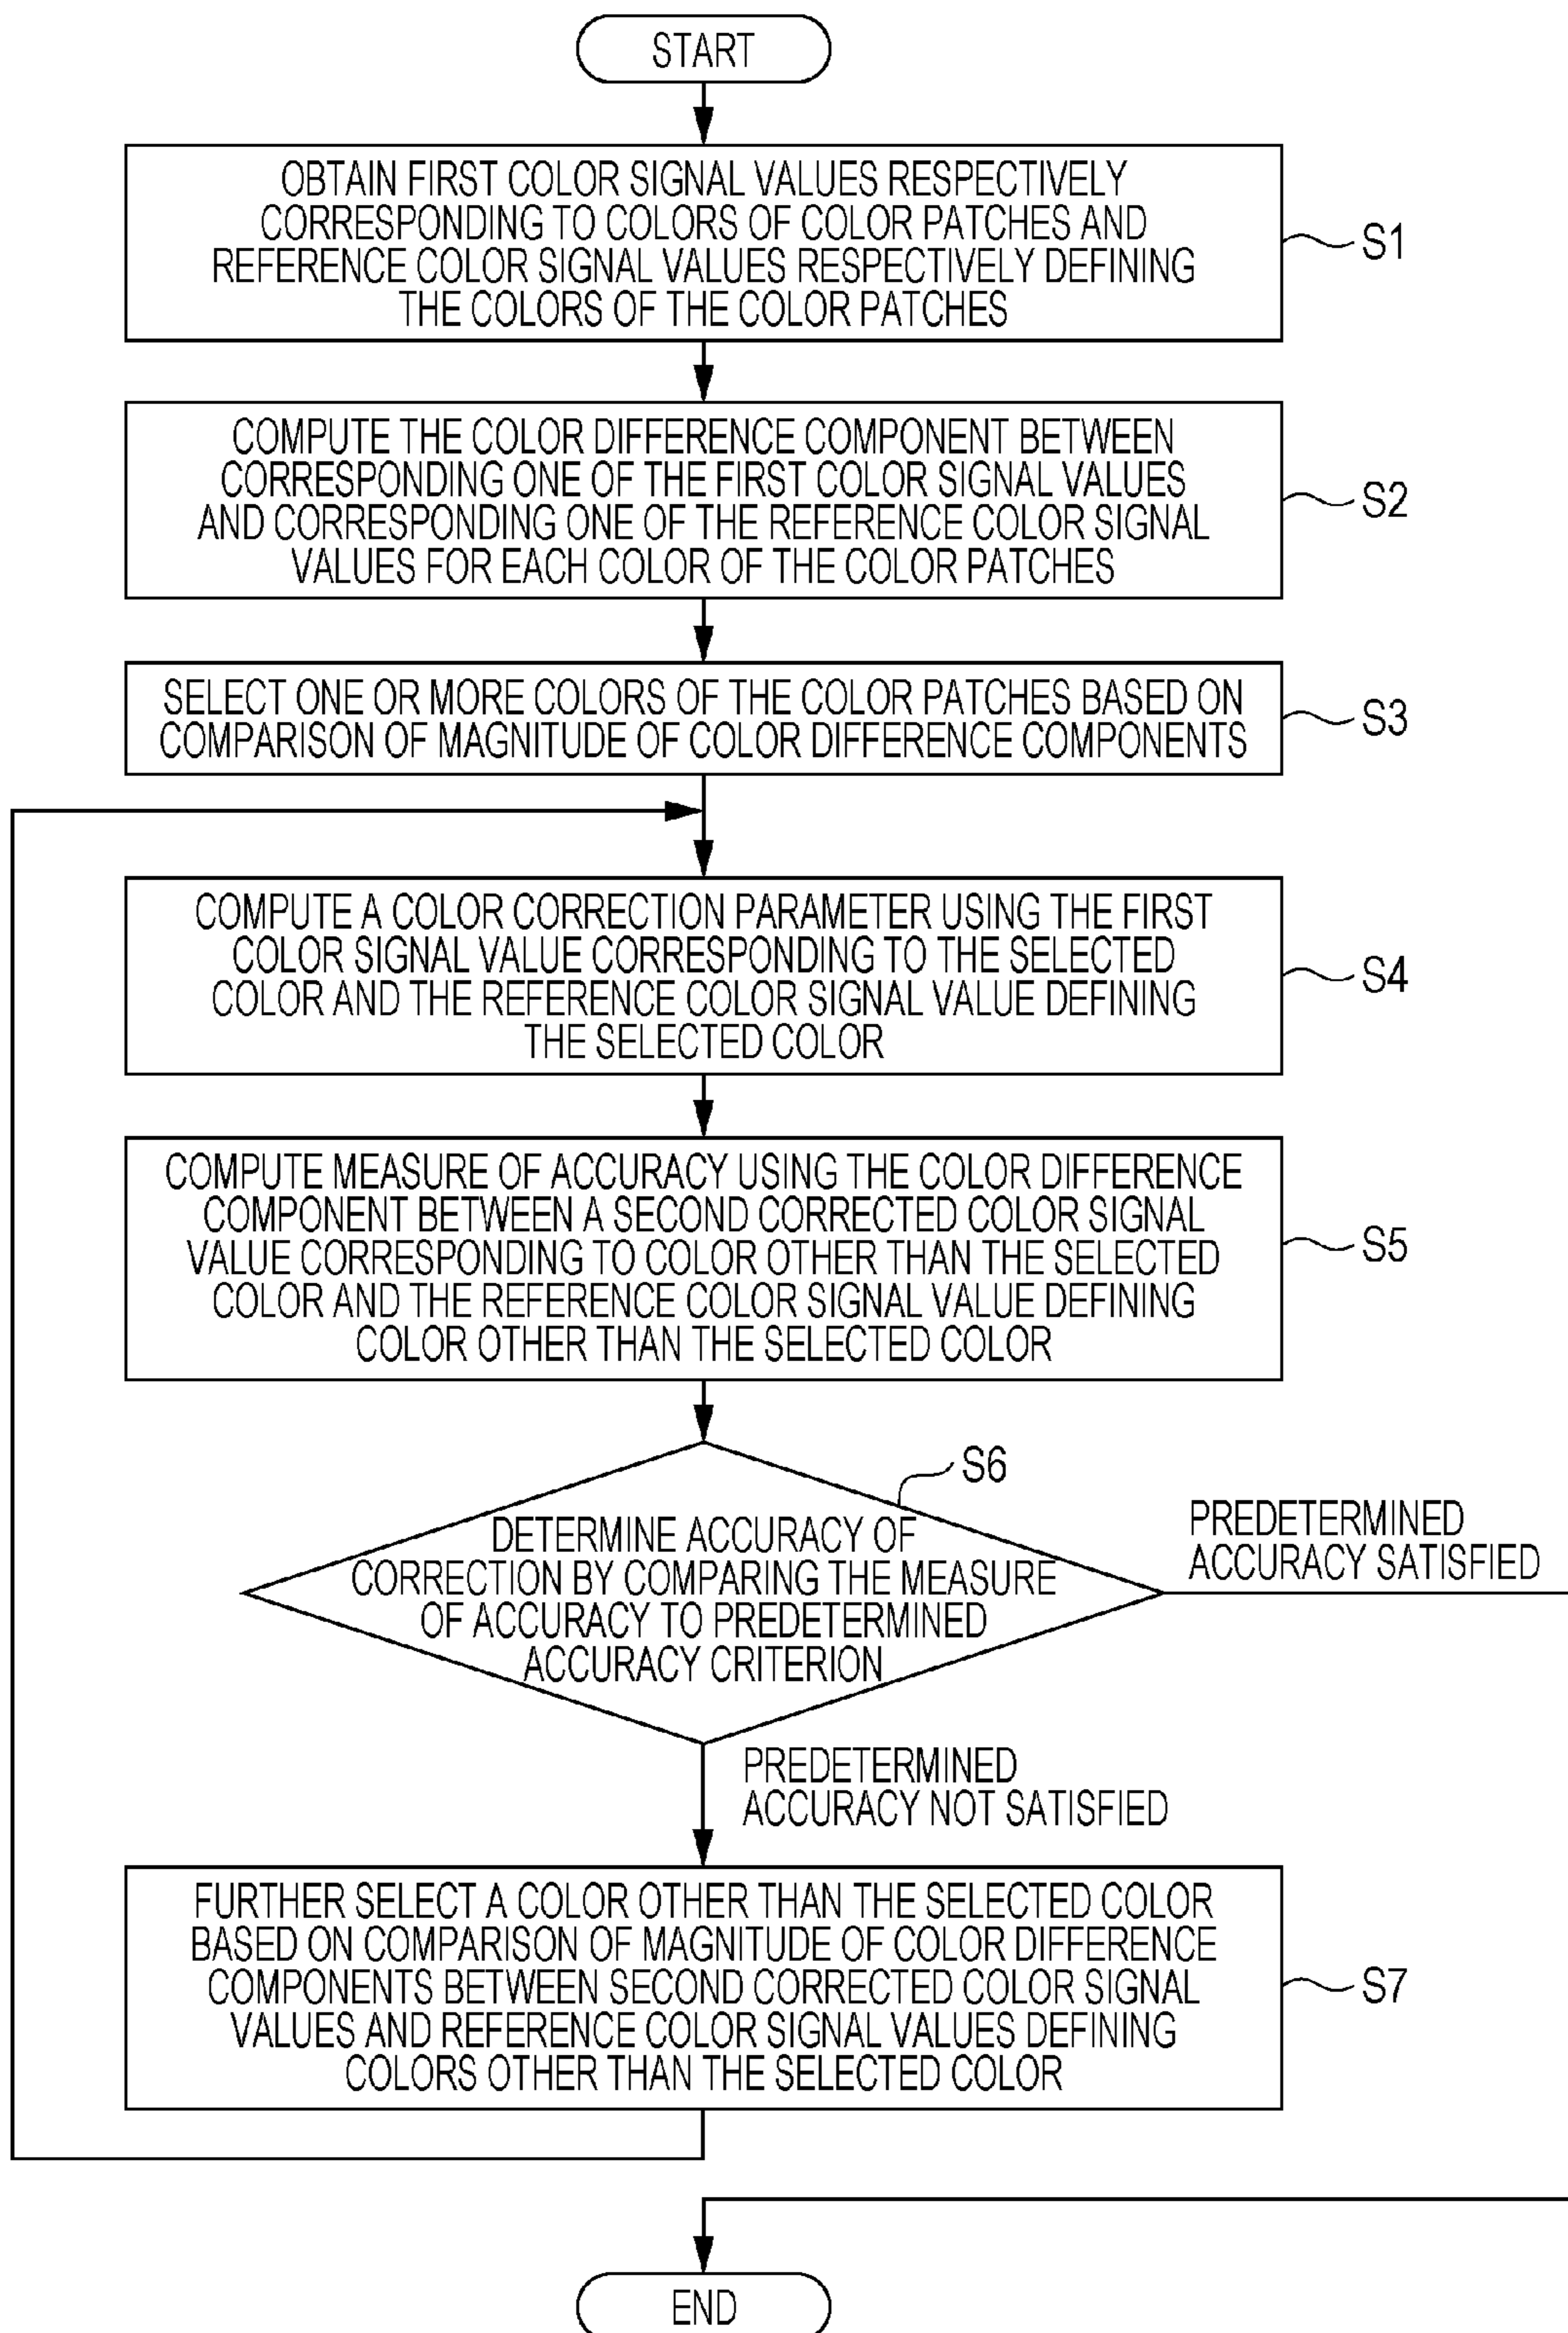 START
OBTAIN FIRST COLOR SIGNAL VALUES RESPECTIVELY
CORRESPONDING TO COLORS OF COLOR PATCHES AND
REFERENCE COLOR SIGNAL VALUES RESPECTIVELY DEFINING
THE COLORS OF THE COLOR PATCHES
S1
COMPUTE THE COLOR DIFFERENCE COMPONENT BETWEEN
CORRESPONDING ONE OF THE FIRST COLOR SIGNAL VALUES
AND CORRESPONDING ONE OF THE REFERENCE COLOR SIGNAL
VALUES FOR EACH COLOR OF THE COLOR PATCHES
S2
SELECT ONE OR MORE COLORS OF THE COLOR PATCHES BASED ON
COMPARISON OF MAGNITUDE OF COLOR DIFFERENCE COMPONENTS
S3
COMPUTE A COLOR CORRECTION PARAMETER USING THE FIRST
COLOR SIGNAL VALUE CORRESPONDING TO THE SELECTED
COLOR AND THE REFERENCE COLOR SIGNAL VALUE DEFINING
THE SELECTED COLOR
S4
COMPUTE MEASURE OF ACCURACY USING THE COLOR DIFFERENCE
COMPONENT BETWEEN A SECOND CORRECTED COLOR SIGNAL
VALUE CORRESPONDING TO COLOR OTHER THAN THE SELECTED
COLOR AND THE REFERENCE COLOR SIGNAL VALUE DEFINING
COLOR OTHER THAN THE SELECTED COLOR
S5
S6
DETERMINE ACCURACY OF
CORRECTION BY COMPARING THE MEASURE
OF ACCURACY TO PREDETERMINED
ACCURACY CRITERION
PREDETERMINED
ACCURACY SATISFIED
PREDETERMINED
ACCURACY NOT SATISFIED
FURTHER SELECT A COLOR OTHER THAN THE SELECTED COLOR
BASED ON COMPARISON OF MAGNITUDE OF COLOR DIFFERENCE
COMPONENTS BETWEEN SECOND CORRECTED COLOR SIGNAL
VALUES AND REFERENCE COLOR SIGNAL VALUES DEFINING
COLORS OTHER THAN THE SELECTED COLOR
S7
END